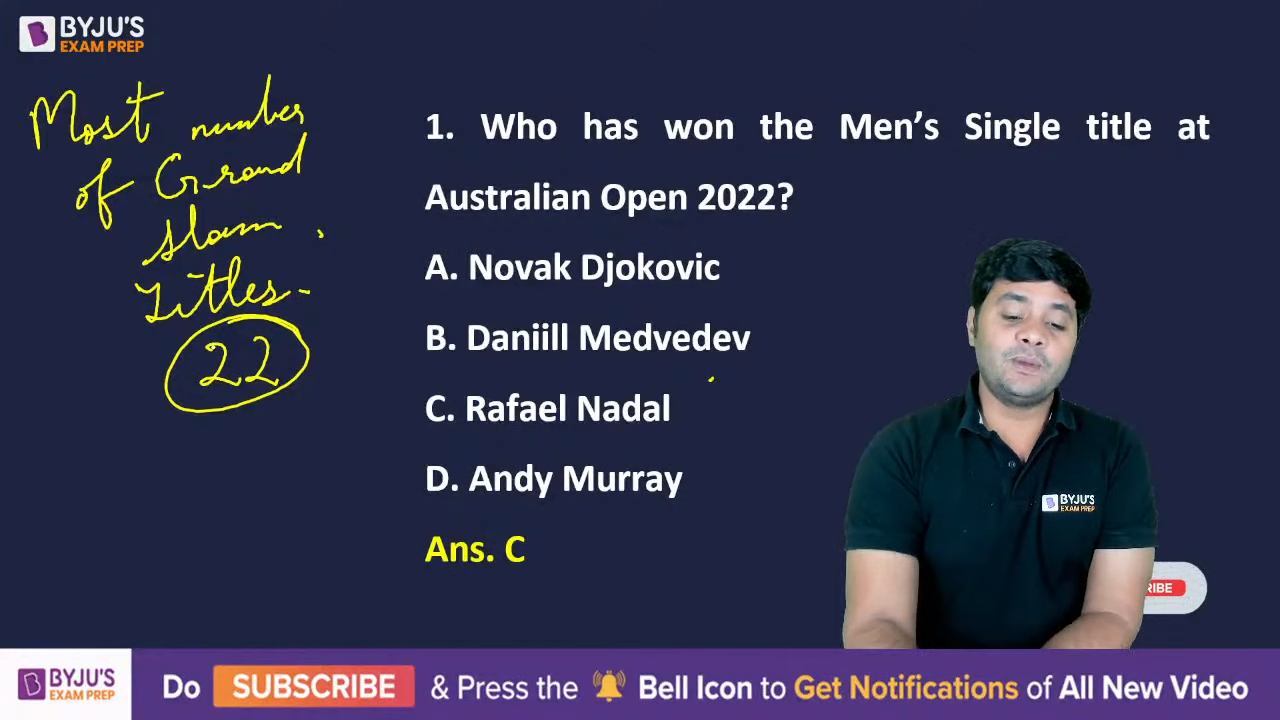 BYJU'S
EXAM PREP
Most number
of Grand
Slam
Titles-
22
1. Who has won the Men's Single title at
Australian Open 2022?
A. Novak Djokovic
B. Daniill Medvedev
C. Rafael Nadal
D. Andy Murray
Ans. C
BYJU'S
EXAM PREP
IBE
BYJU'S
EXAM PREP
Do SUBSCRIBE & Press the Bell Icon to Get Notifications of All New Video